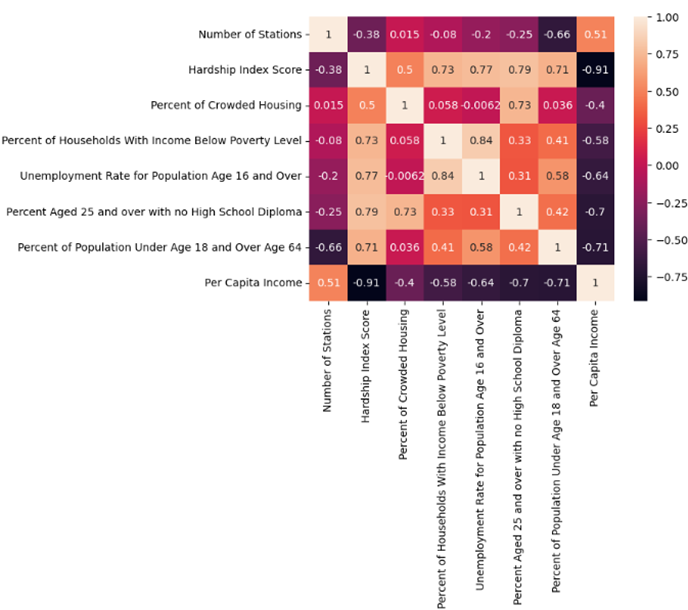 Number of Stations 1 -0.38 0.015 -0.08 -0.2 -0.25 -0.66 0.51
Hardship Index Score -0.38 1 0.5 0.73 0.77 0.79 0.71 -0.91
Percent of Crowded Housing 0.015 0.5 1 0.058 -0.0062 0.73 0.036 -0.4
Percent of Households With Income Below Poverty Level -0.08 0.73 0.058 1 0.84 0.33 0.41 -0.58
Unemployment Rate for Population Age 16 and Over -0.2 0.77 -0.0062 0.84 1 0.31 0.58 -0.64
Percent Aged 25 and over with no High School Diploma -0.25 0.79 0.73 0.33 0.31 1 0.42 -0.7
Percent of Population Under Age 18 and Over Age 64 -0.66 0.71 0.036 0.41 0.58 0.42 1 -0.71
Per Capita Income 0.51 -0.91 -0.4 -0.58 -0.64 -0.7 -0.71 1
Number of Stations
Hardship Index Score
Percent of Crowded Housing
Percent of Households With Income Below Poverty Level
Unemployment Rate for Population Age 16 and Over
Percent Aged 25 and over with no High School Diploma
Percent of Population Under Age 18 and Over Age 64
Per Capita Income
1.00
0.75
0.50
0.25
0.00
-0.25
-0.50
-0.75